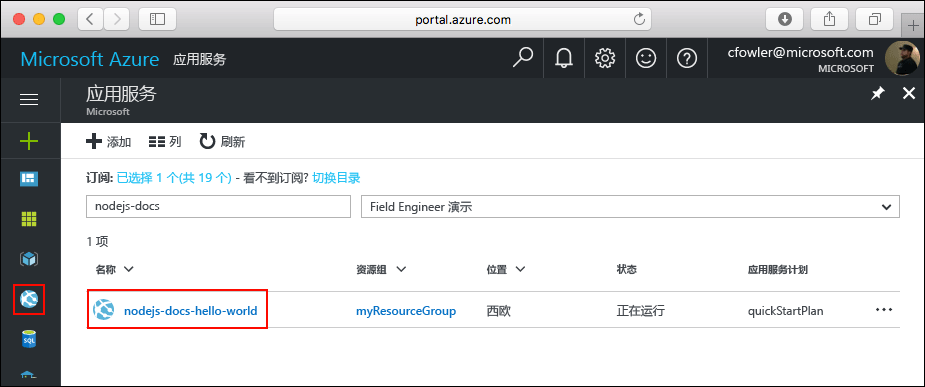 portal.azure.com
Microsoft Azure 应用服务
cfowler@microsoft.com
MICROSOFT
应用服务
Microsoft
添加 列 刷新
订阅: 已选择 1 个(共 19 个) - 看不到订阅? 切换目录
nodejs-docs Field Engineer 演示
1 项
名称 资源组 位置 状态 应用服务计划
nodejs-docs-hello-world myResourceGroup 西欧 正在运行 quickStartPlan
SQL